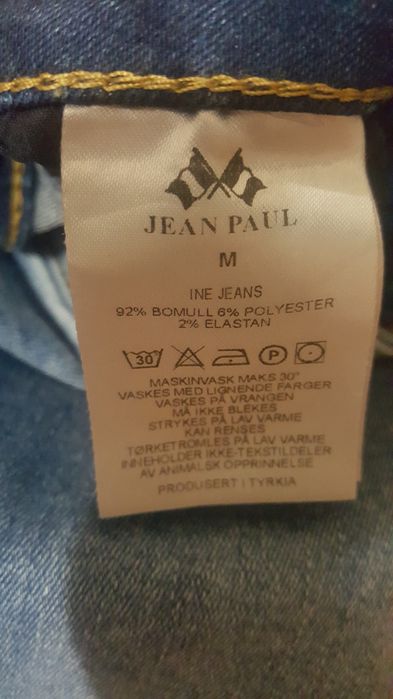 JEAN PAUL
M
INE JEANS
92% BOMULL 6% POLYESTER
2% ELASTAN
30 P
MASKINVASK MAKS 30°
VASKES MED LIGNENDE FARGER
VASKES PÅ VRANGEN
MÅ IKKE BLEKES
STRYKES PÅ LAV VARME
KAN RENSES
TØRKETROMLES PÅ LAV VARME
INNEHOLDER IKKE-TEKSTILDELER
AV ANIMALSK OPPRINNELSE
PRODUSERT I TYRKIA